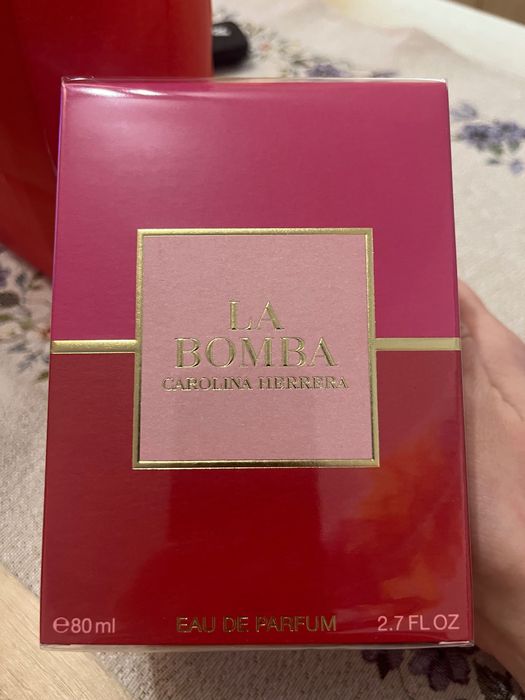 LA
BOMBA
CAROLINA HERRERA
℮80 ml EAU DE PARFUM 2.7 FL OZ